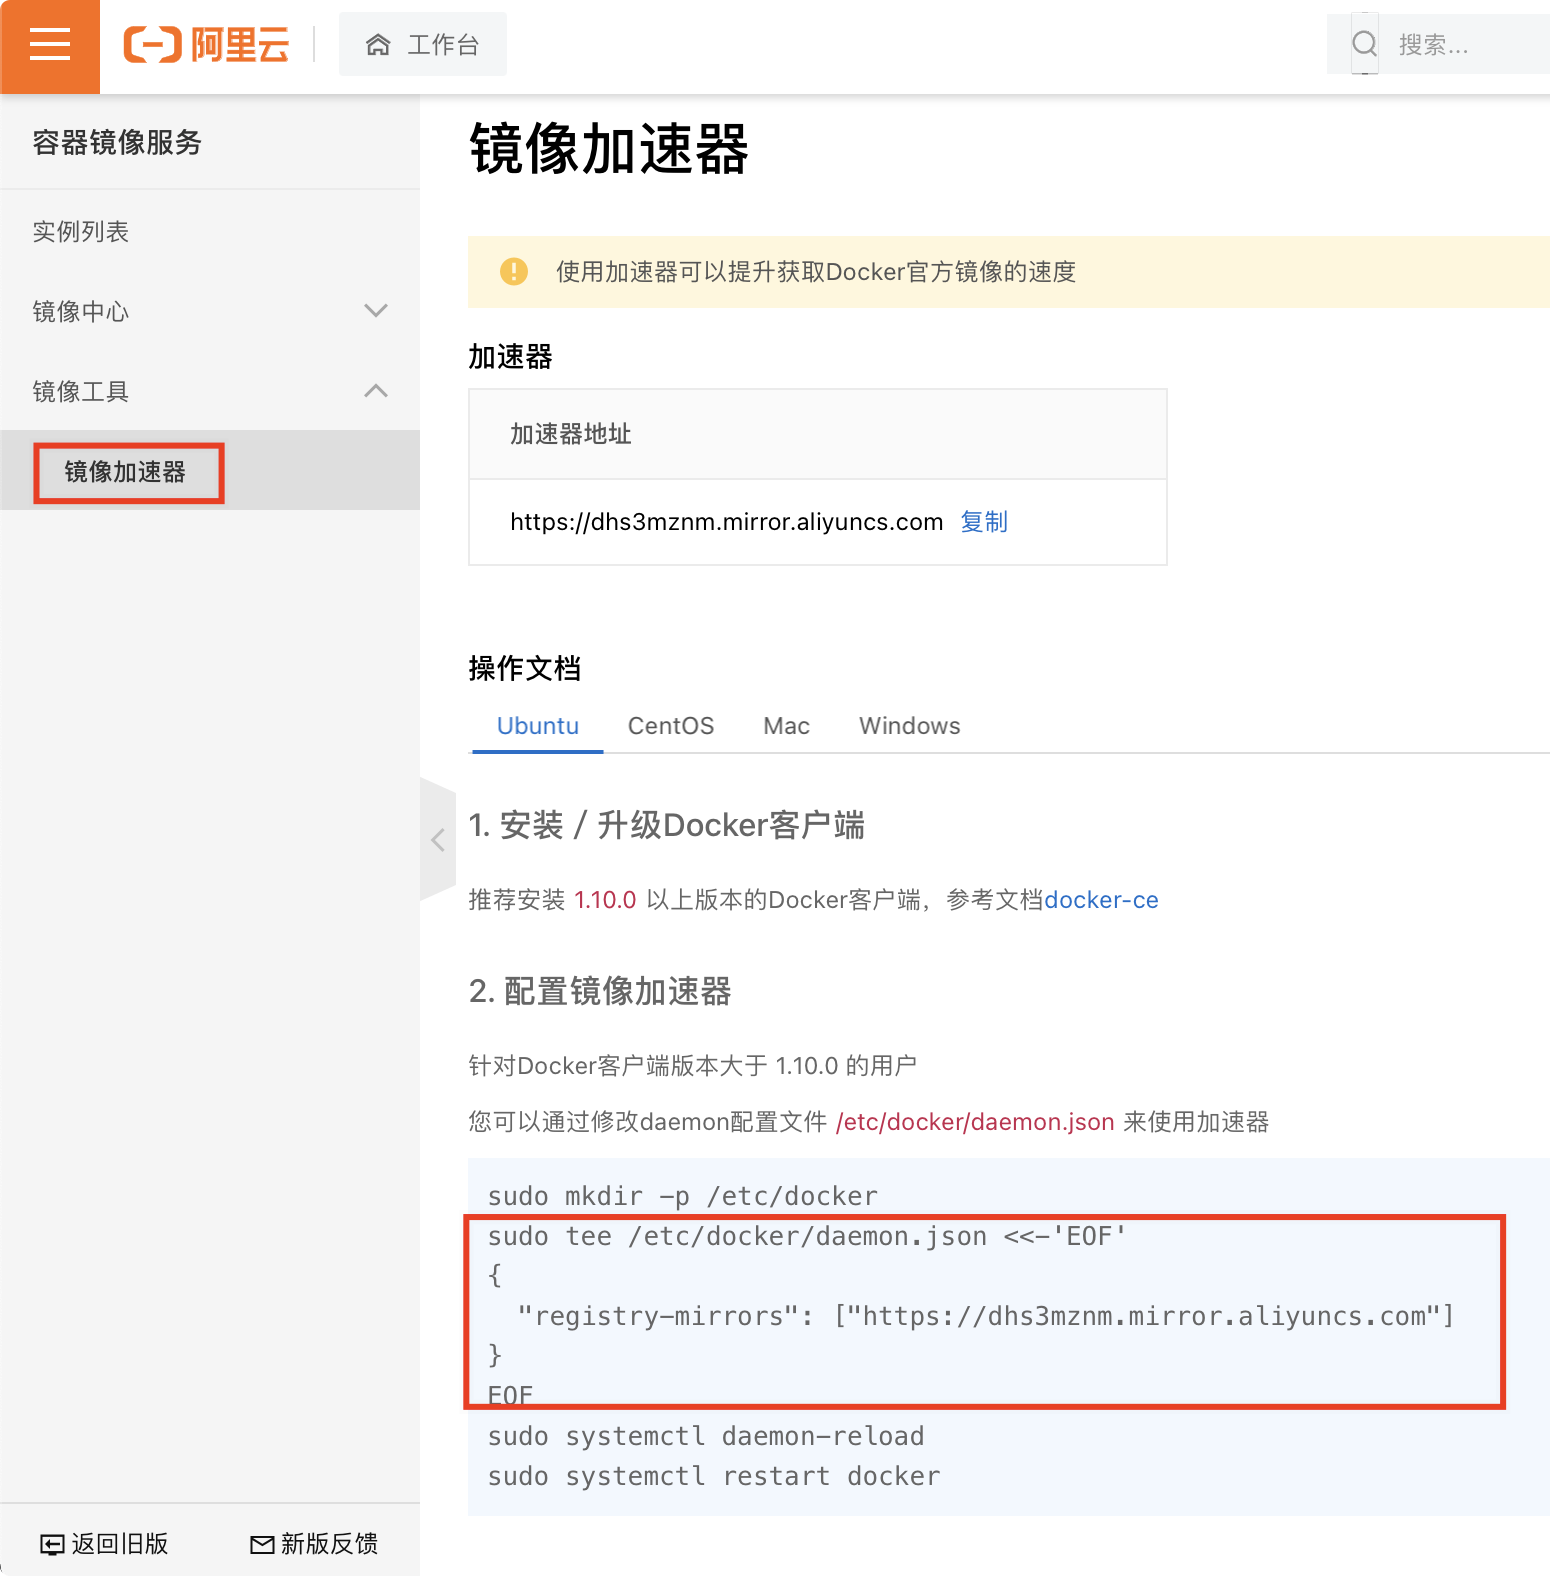 阿里云
工作台
搜索...
容器镜像服务
实例列表
镜像中心
镜像工具
镜像加速器
返回旧版
新版反馈
镜像加速器
使用加速器可以提升获取Docker官方镜像的速度
加速器
加速器地址
https://dhs3mznm.mirror.aliyuncs.com 复制
操作文档
Ubuntu CentOS Mac Windows
1. 安装 / 升级Docker客户端
推荐安装 1.10.0 以上版本的Docker客户端，参考文档docker-ce
2. 配置镜像加速器
针对Docker客户端版本大于 1.10.0 的用户
您可以通过修改daemon配置文件 /etc/docker/daemon.json 来使用加速器
sudo mkdir -p /etc/docker
sudo tee /etc/docker/daemon.json <<-'EOF'
{
  "registry-mirrors": ["https://dhs3mznm.mirror.aliyuncs.com"]
}
EOF
sudo systemctl daemon-reload
sudo systemctl restart docker